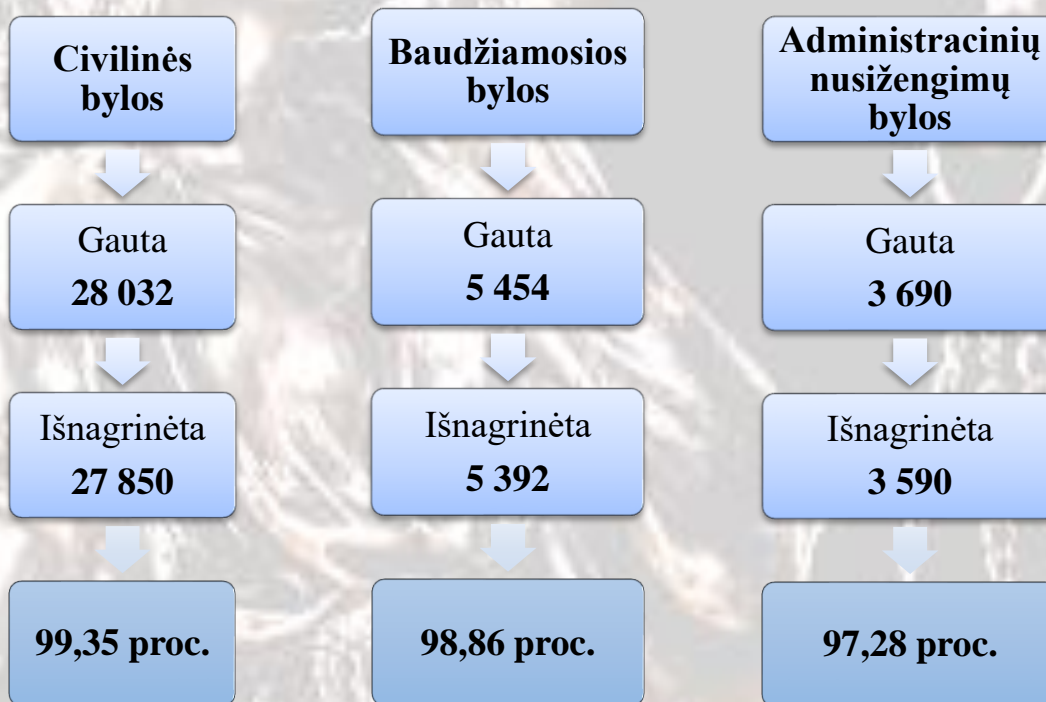 Civilinės
bylos
Gauta
28 032
Išnagrinėta
27 850
99,35 proc.
Baudžiamosios
bylos
Gauta
5 454
Išnagrinėta
5 392
98,86 proc.
Administracinių
nusižengimų
bylos
Gauta
3 690
Išnagrinėta
3 590
97,28 proc.